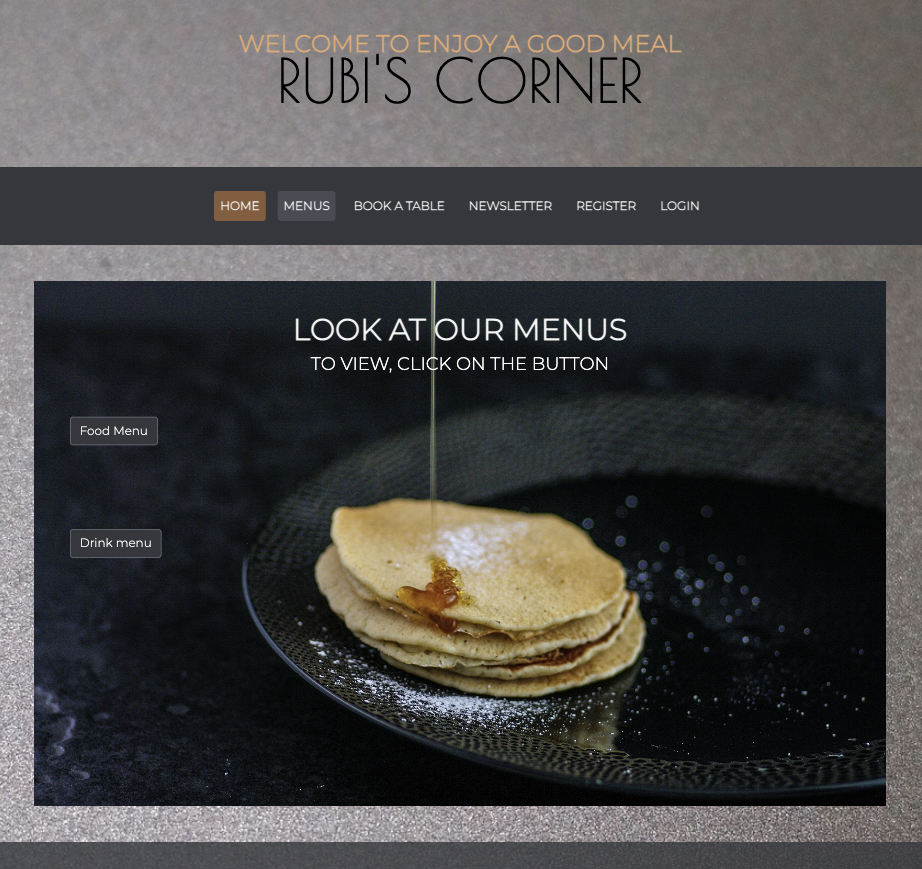 WELCOME TO ENJOY A GOOD MEAL
RUBI'S CORNER
HOME MENUS BOOK A TABLE NEWSLETTER REGISTER LOGIN
LOOK AT OUR MENUS
TO VIEW, CLICK ON THE BUTTON
Food Menu
Drink menu